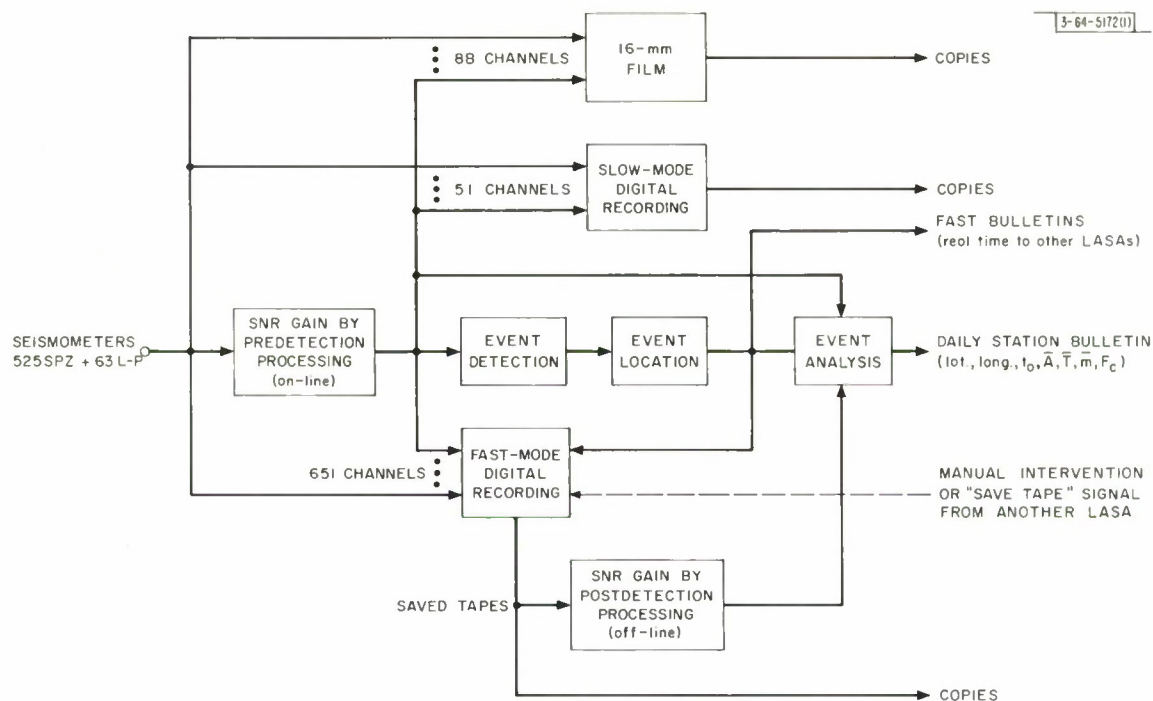 3-64-5172(1)
88 CHANNELS
16-mm
FILM
COPIES
51 CHANNELS
SLOW-MODE
DIGITAL
RECORDING
COPIES
FAST BULLETINS
(real time to other LASAs)
SEISMOMETERS
525 SPZ + 63 L-P
SNR GAIN BY
PREDETECTION
PROCESSING
(on-line)
EVENT
DETECTION
EVENT
LOCATION
EVENT
ANALYSIS
DAILY STATION BULLETIN
(lat., long., t₀, A̅, T̅, m̅, F_c)
651 CHANNELS
FAST-MODE
DIGITAL
RECORDING
MANUAL INTERVENTION
OR "SAVE TAPE" SIGNAL
FROM ANOTHER LASA
SAVED TAPES
SNR GAIN BY
POSTDETECTION
PROCESSING
(off-line)
COPIES